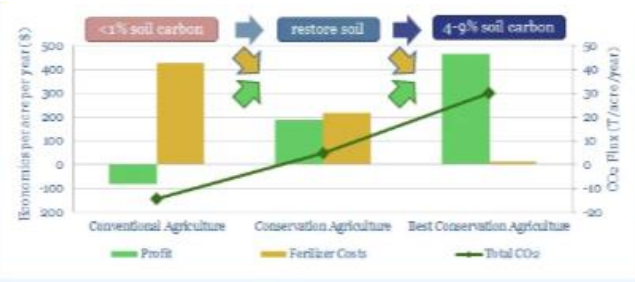 <1% soil carbon
restore soil
4-9% soil carbon
Economics per acre per year ($)
500
400
300
200
100
0
-100
200
50
40
30
20
10
0
-10
-20
CO2 Flux (T/acre/year)
Conventional Agriculture
Conservation Agriculture
Best Conservation Agriculture
Profit
Ferilizer Costs
Total CO2